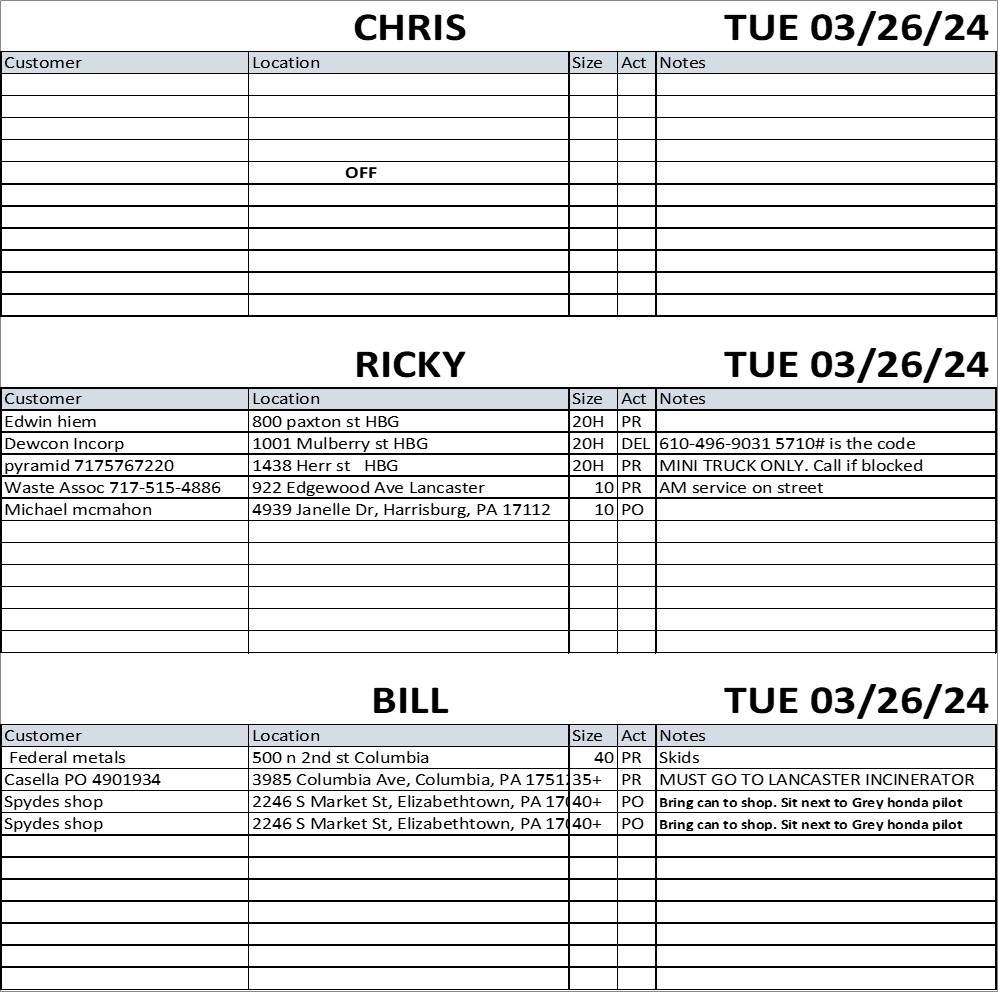 CHRIS TUE 03/26/24
Customer Location Size Act Notes
OFF
RICKY TUE 03/26/24
Customer Location Size Act Notes
Edwin hiem 800 paxton st HBG 20H PR
Dewcon Incorp 1001 Mulberry st HBG 20H DEL 610-496-9031 5710# is the code
pyramid 7175767220 1438 Herr st HBG 20H PR MINI TRUCK ONLY. Call if blocked
Waste Assoc 717-515-4886 922 Edgewood Ave Lancaster 10 PR AM service on street
Michael mcmahon 4939 Janelle Dr, Harrisburg, PA 17112 10 PO
BILL TUE 03/26/24
Customer Location Size Act Notes
Federal metals 500 n 2nd st Columbia 40 PR Skids
Casella PO 4901934 3985 Columbia Ave, Columbia, PA 1751 35+ PR MUST GO TO LANCASTER INCINERATOR
Spydes shop 2246 S Market St, Elizabethtown, PA 17 40+ PO Bring can to shop. Sit next to Grey honda pilot
Spydes shop 2246 S Market St, Elizabethtown, PA 17 40+ PO Bring can to shop. Sit next to Grey honda pilot